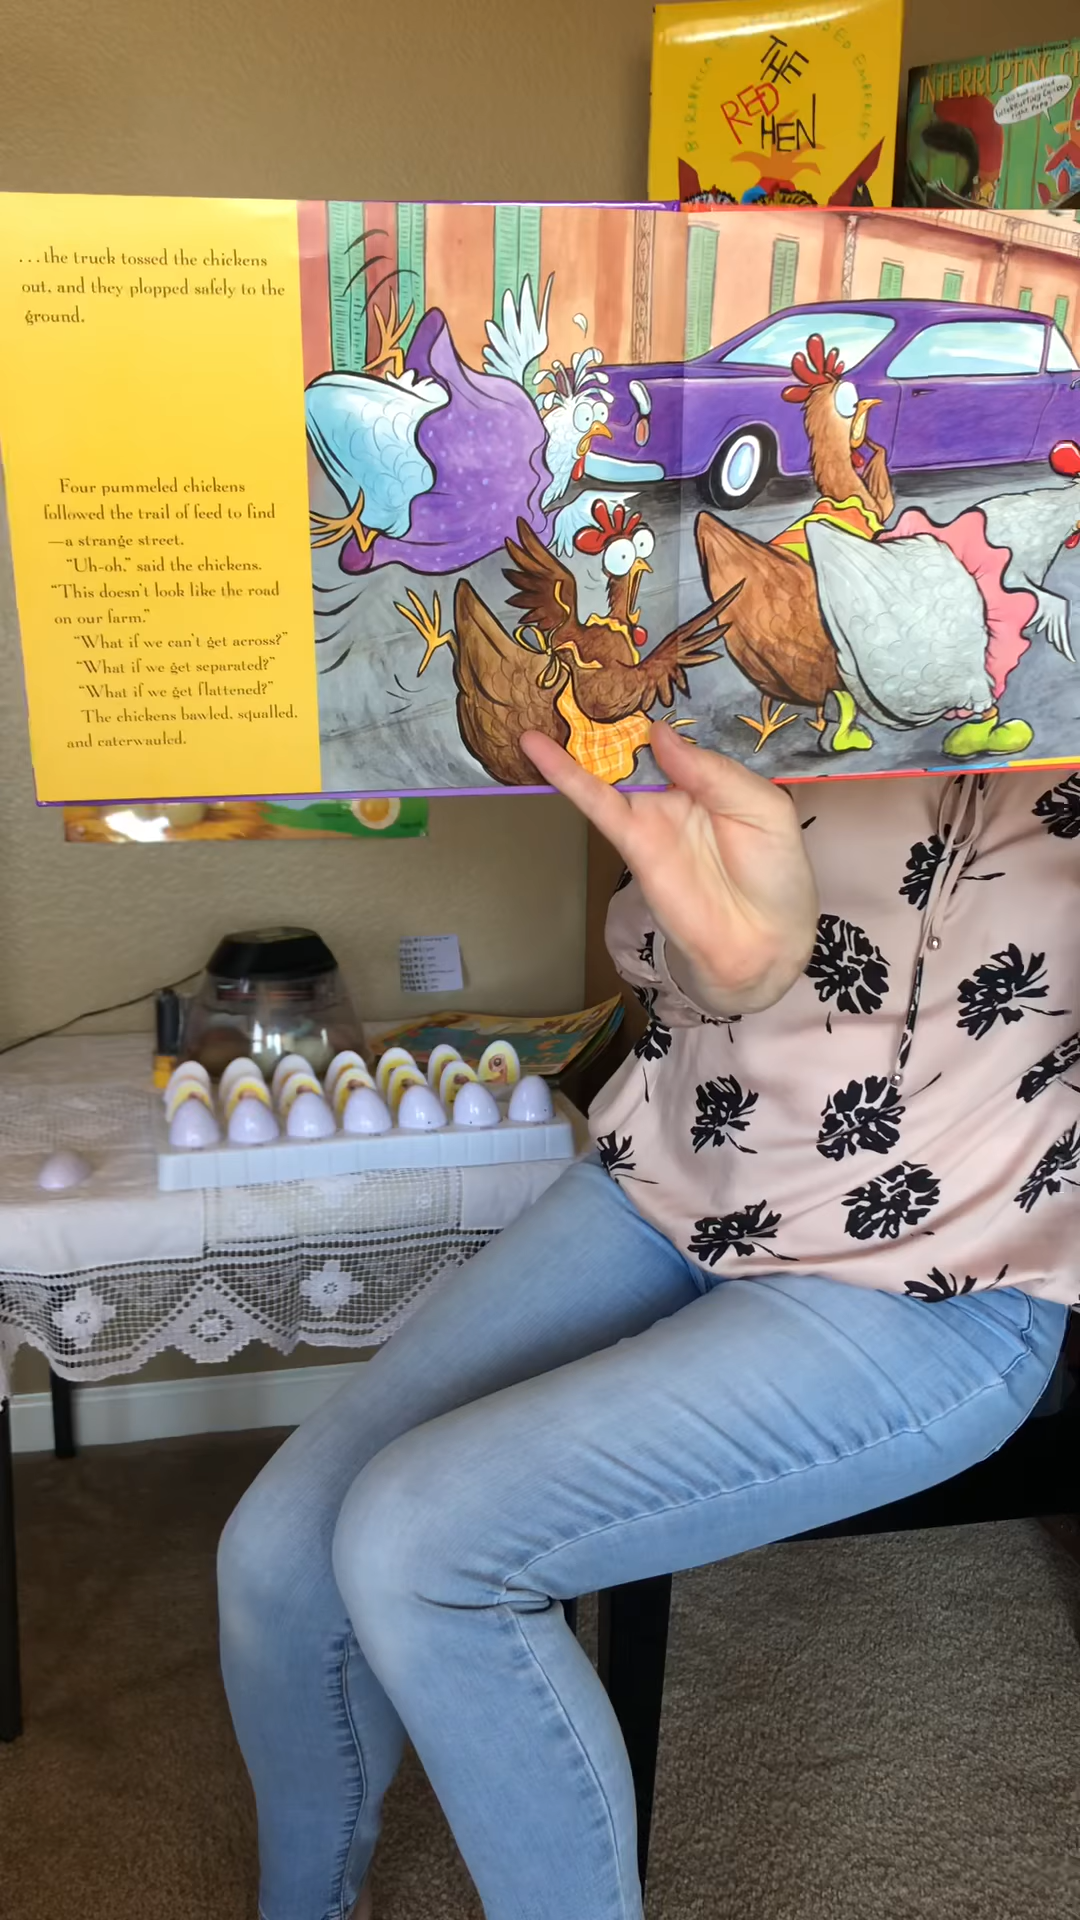 THE
RED
HEN
INTERRUPTING
...the truck tossed the chickens
out, and they plopped safely to the
ground.
Four pummeled chickens
followed the trail of feed to find
—a strange street.
"Uh-oh," said the chickens.
"This doesn't look like the road
on our farm."
"What if we can't get across?"
"What if we get separated?"
"What if we get flattened?"
The chickens bawled, squalled,
and caterwauled.